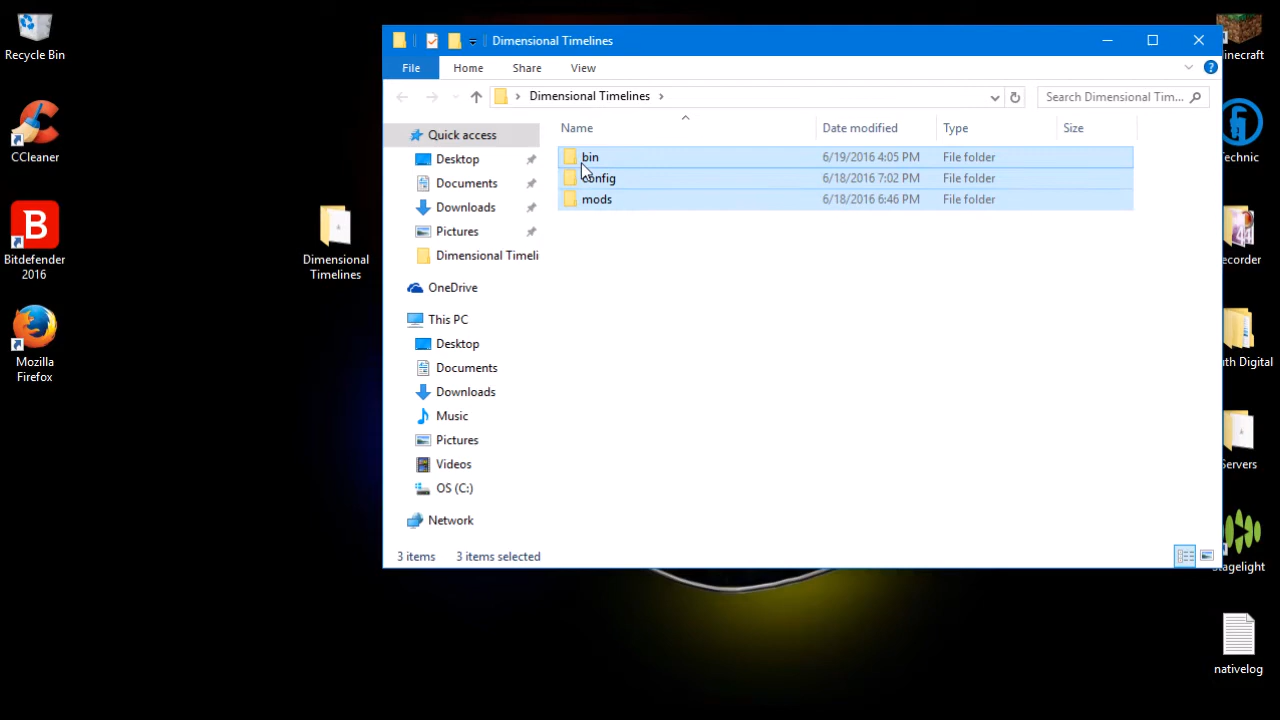 Recycle Bin
CCleaner
Bitdefender
2016
Mozilla
Firefox
Dimensional
Timelines
Dimensional Timelines
File
Home
Share
View
Dimensional Timelines
Search Dimensional Tim...
Name
Date modified
Type
Size
Quick access
Desktop
Documents
Downloads
Pictures
Dimensional Timeli
OneDrive
This PC
Desktop
Documents
Downloads
Music
Pictures
Videos
OS (C:)
Network
bin 6/19/2016 4:05 PM File folder
config 6/18/2016 7:02 PM File folder
mods 6/18/2016 6:46 PM File folder
3 items 3 items selected
inecraft
echnic
ecorder
uth Digital
ervers
tagelight
nativelog